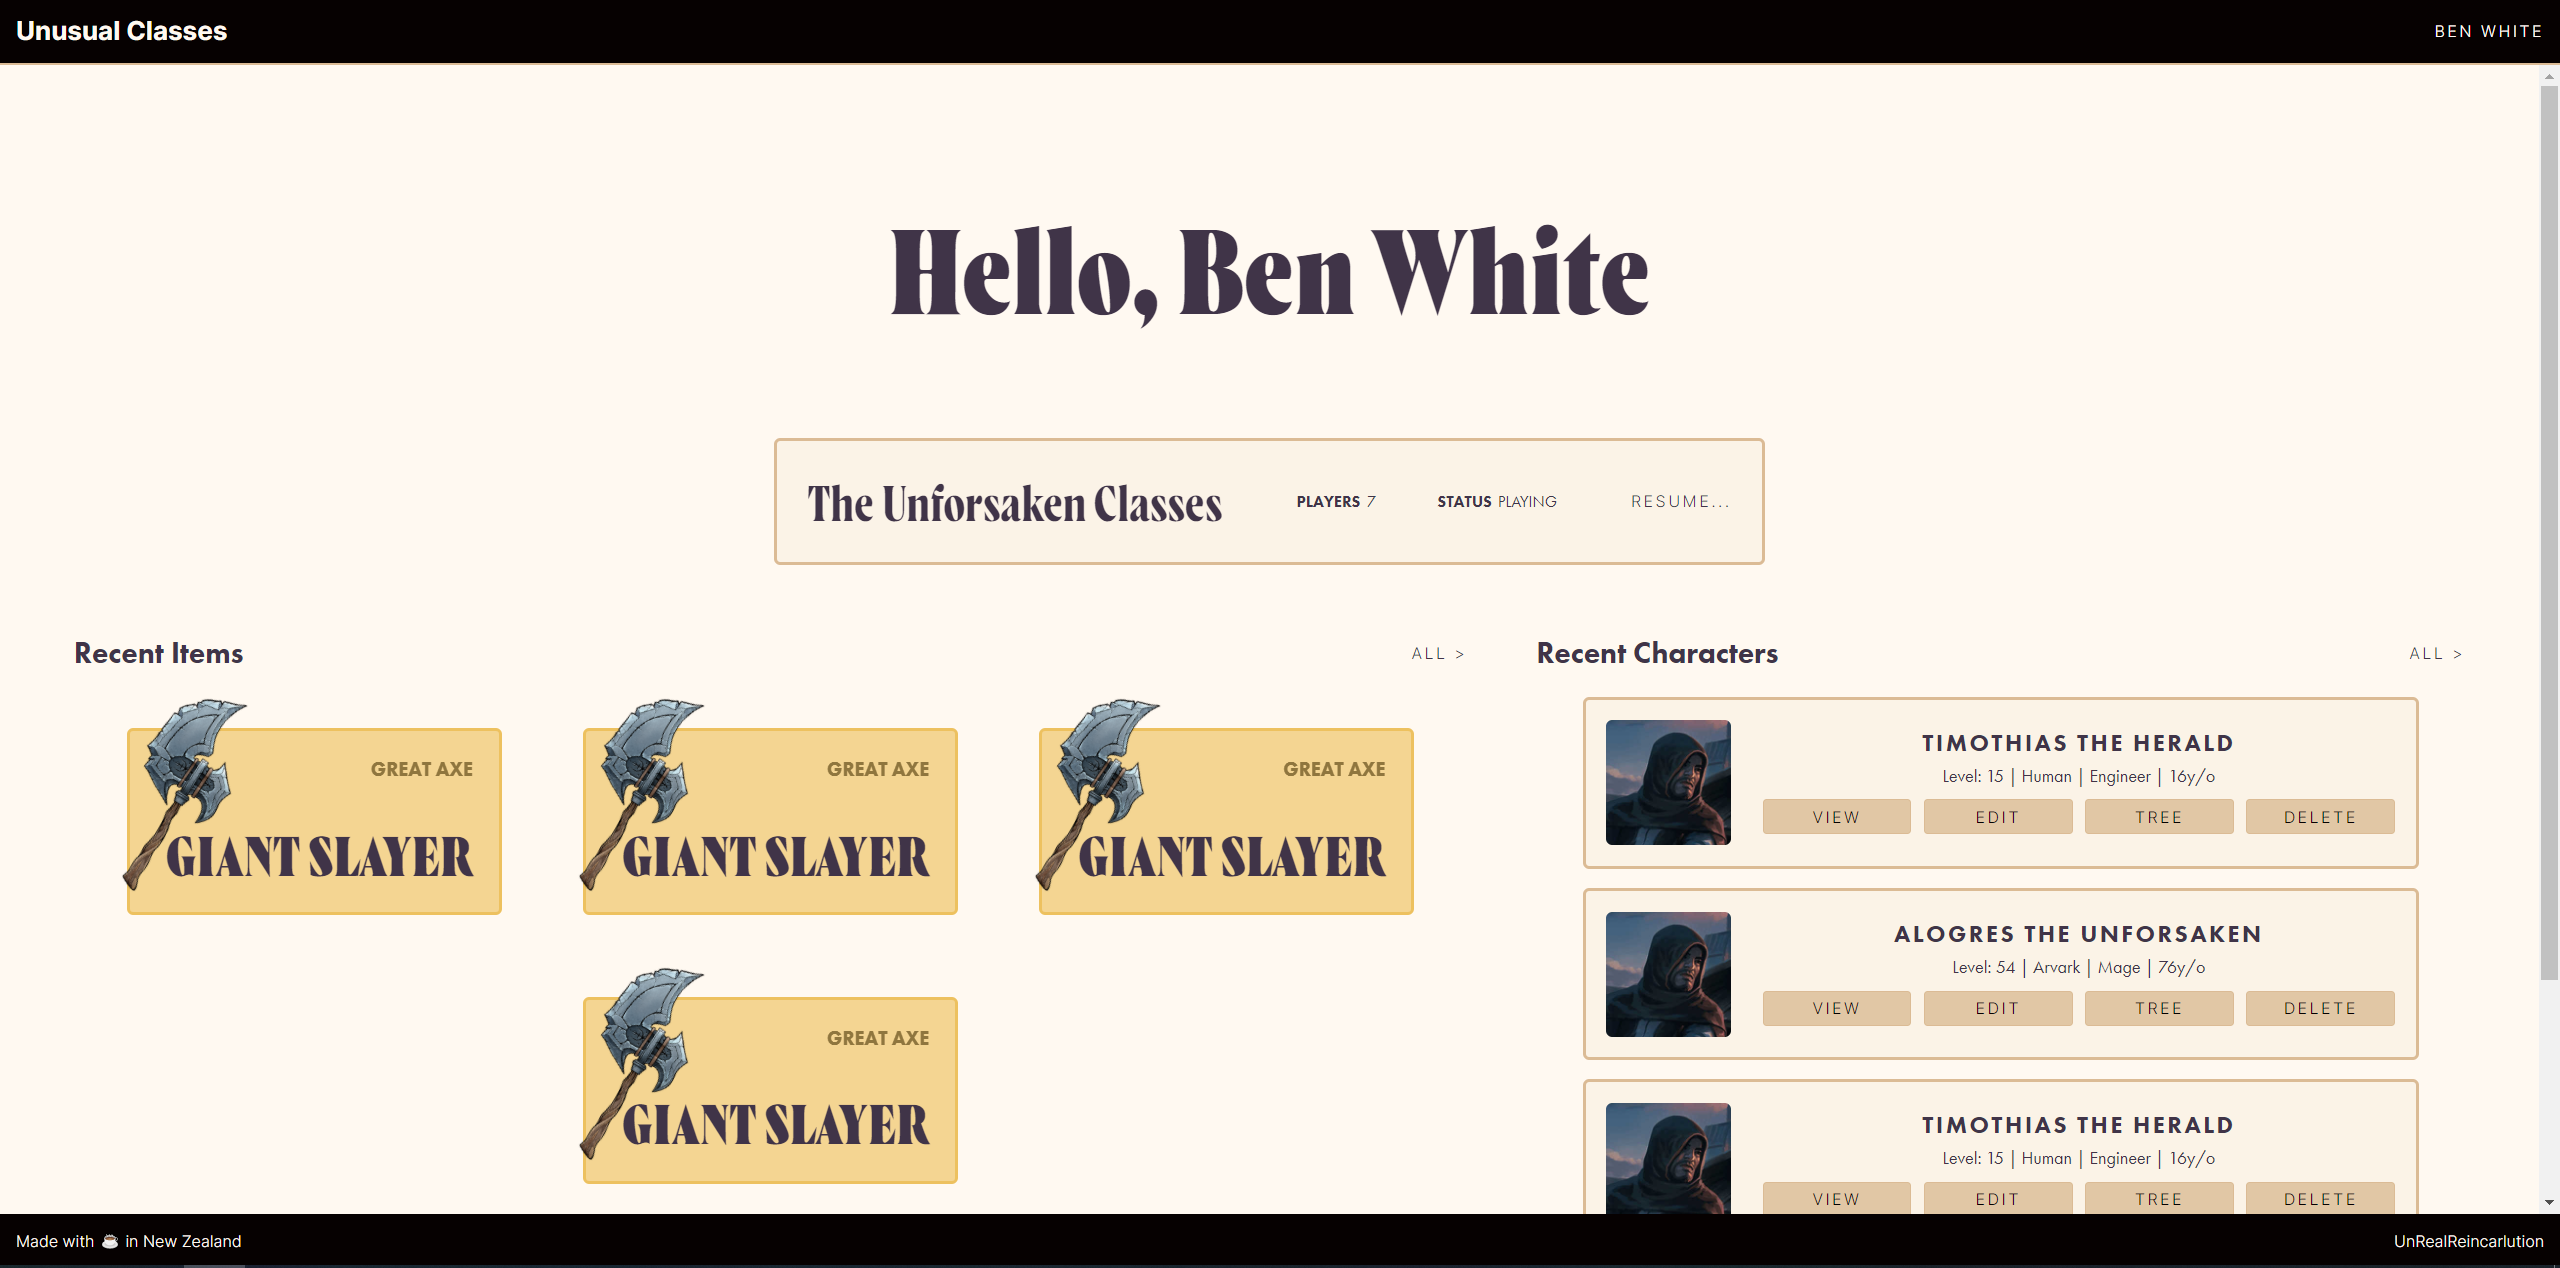 Unusual Classes
BEN WHITE
Hello, Ben White
The Unforsaken Classes
PLAYERS 7
STATUS PLAYING
RESUME...
Recent Items
ALL >
GREAT AXE
GIANT SLAYER
GREAT AXE
GIANT SLAYER
GREAT AXE
GIANT SLAYER
GREAT AXE
GIANT SLAYER
Recent Characters
ALL >
TIMOTHIAS THE HERALD
Level: 15 | Human | Engineer | 16y/o
VIEW EDIT TREE DELETE
ALOGRES THE UNFORSAKEN
Level: 54 | Arvark | Mage | 76y/o
VIEW EDIT TREE DELETE
TIMOTHIAS THE HERALD
Level: 15 | Human | Engineer | 16y/o
VIEW EDIT TREE DELETE
Made with ☕ in New Zealand
UnRealReincarlution